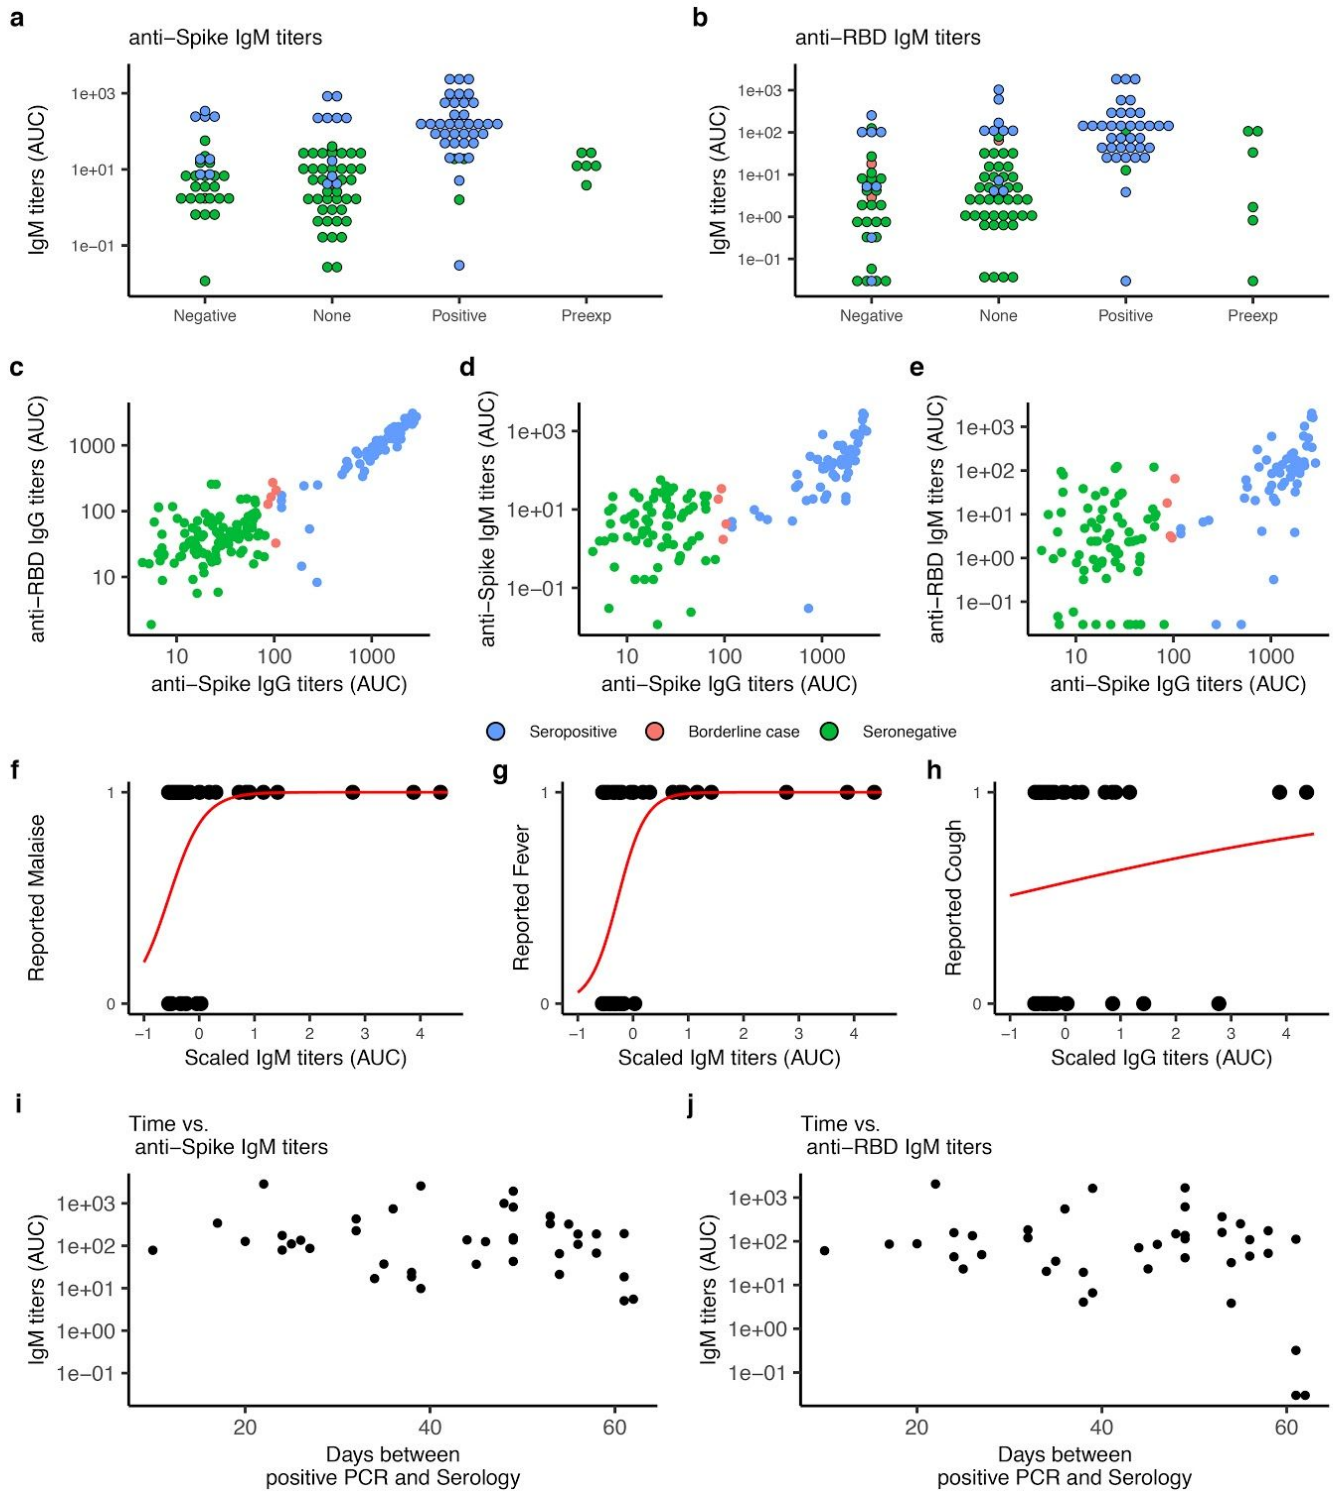 a
anti−Spike IgM titers
IgM titers (AUC)
1e+03
1e+01
1e−01
Negative
None
Positive
Preexp
b
anti−RBD IgM titers
IgM titers (AUC)
1e+03
1e+02
1e+01
1e+00
1e−01
Negative
None
Positive
Preexp
c
anti−RBD IgG titers (AUC)
1000
100
10
10
100
1000
anti−Spike IgG titers (AUC)
d
anti−Spike IgM titers (AUC)
1e+03
1e+01
1e−01
10
100
1000
anti−Spike IgG titers (AUC)
e
anti−RBD IgM titers (AUC)
1e+03
1e+02
1e+01
1e+00
1e−01
10
100
1000
anti−Spike IgG titers (AUC)
Seropositive
Borderline case
Seronegative
f
Reported Malaise
1
0
−1
0
1
2
3
4
Scaled IgM titers (AUC)
g
Reported Fever
1
0
−1
0
1
2
3
4
Scaled IgM titers (AUC)
h
Reported Cough
1
0
−1
0
1
2
3
4
Scaled IgG titers (AUC)
i
Time vs.
anti−Spike IgM titers
IgM titers (AUC)
1e+03
1e+02
1e+01
1e+00
1e−01
20
40
60
Days between
positive PCR and Serology
j
Time vs.
anti−RBD IgM titers
IgM titers (AUC)
1e+03
1e+02
1e+01
1e+00
1e−01
20
40
60
Days between
positive PCR and Serology